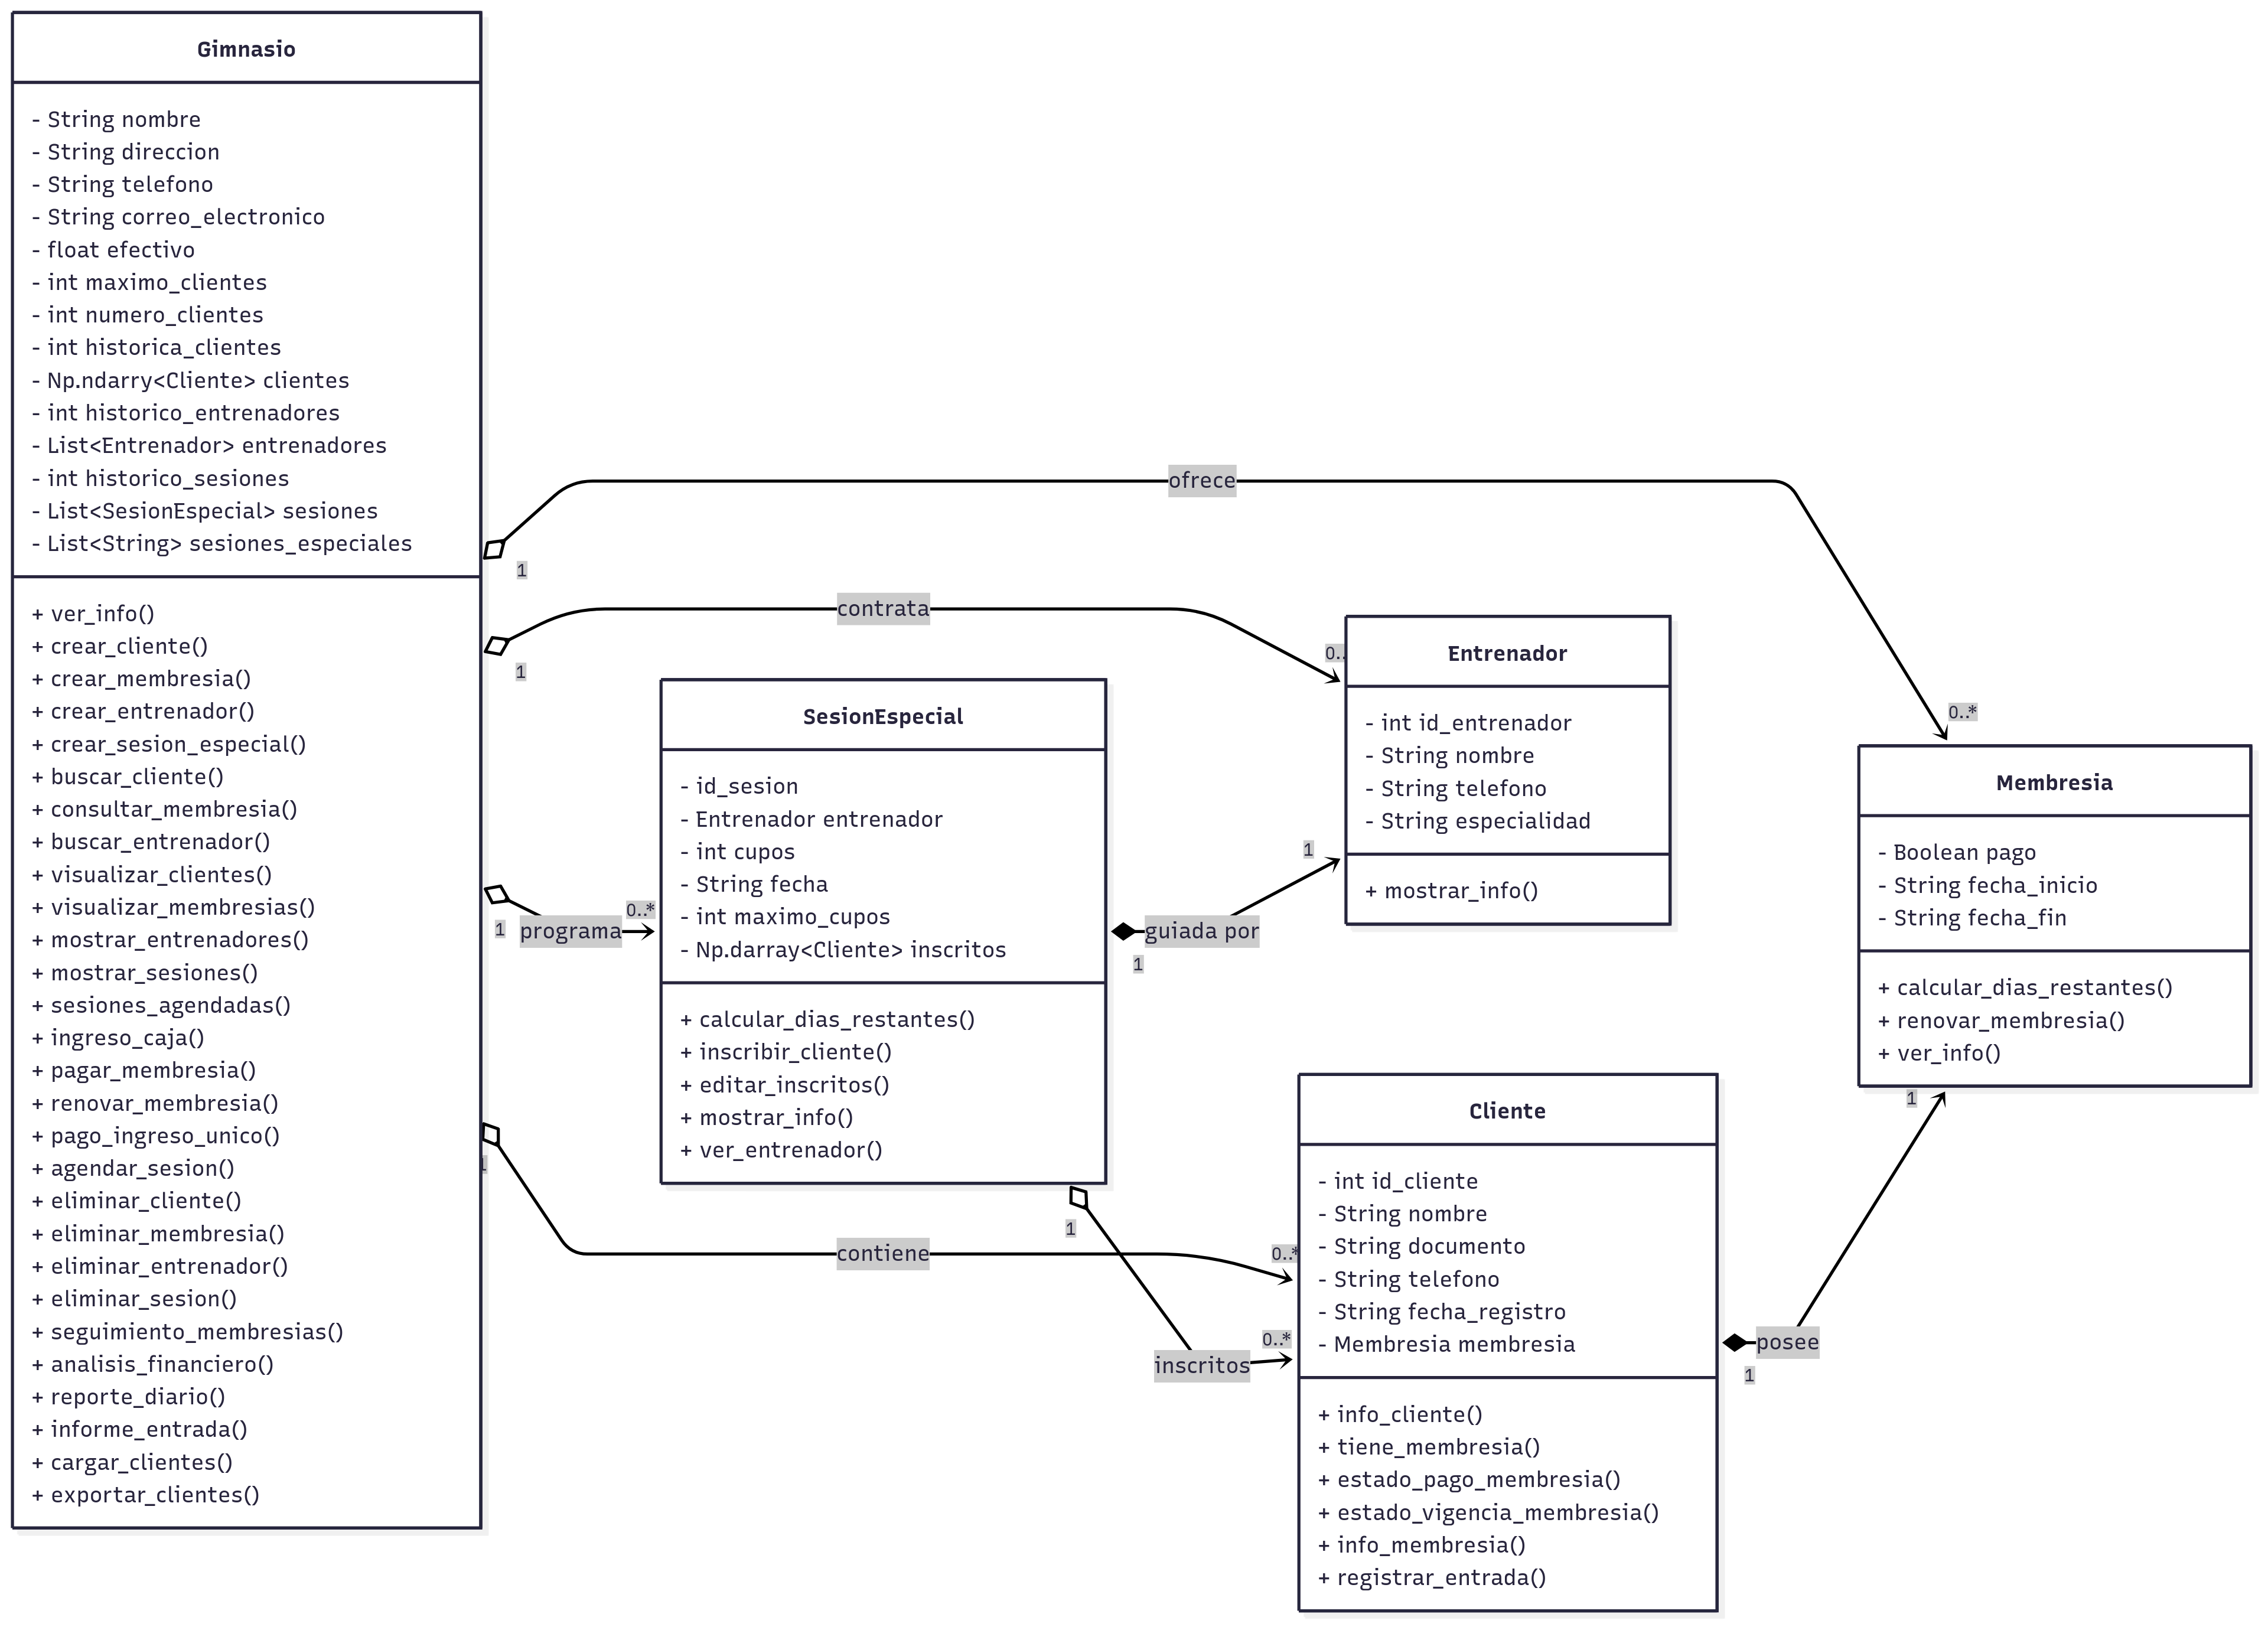 Gimnasio
- String nombre
- String direccion
- String telefono
- String correo_electronico
- float efectivo
- int maximo_clientes
- int numero_clientes
- int historica_clientes
- Np.ndarry<Cliente> clientes
- int historico_entrenadores
- List<Entrenador> entrenadores
- int historico_sesiones
- List<SesionEspecial> sesiones
- List<String> sesiones_especiales
+ ver_info()
+ crear_cliente()
+ crear_membresia()
+ crear_entrenador()
+ crear_sesion_especial()
+ buscar_cliente()
+ consultar_membresia()
+ buscar_entrenador()
+ visualizar_clientes()
+ visualizar_membresias()
+ mostrar_entrenadores()
+ mostrar_sesiones()
+ sesiones_agendadas()
+ ingreso_caja()
+ pagar_membresia()
+ renovar_membresia()
+ pago_ingreso_unico()
+ agendar_sesion()
+ eliminar_cliente()
+ eliminar_membresia()
+ eliminar_entrenador()
+ eliminar_sesion()
+ seguimiento_membresias()
+ analisis_financiero()
+ reporte_diario()
+ informe_entrada()
+ cargar_clientes()
+ exportar_clientes()
ofrece
1
0..*
contrata
1
0..
programa
1
0..*
contiene
1
0..*
SesionEspecial
- id_sesion
- Entrenador entrenador
- int cupos
- String fecha
- int maximo_cupos
- Np.darray<Cliente> inscritos
+ calcular_dias_restantes()
+ inscribir_cliente()
+ editar_inscritos()
+ mostrar_info()
+ ver_entrenador()
guiada por
1
1
inscritos
1
0..*
Entrenador
- int id_entrenador
- String nombre
- String telefono
- String especialidad
+ mostrar_info()
Cliente
- int id_cliente
- String nombre
- String documento
- String telefono
- String fecha_registro
- Membresia membresia
+ info_cliente()
+ tiene_membresia()
+ estado_pago_membresia()
+ estado_vigencia_membresia()
+ info_membresia()
+ registrar_entrada()
posee
1
1
Membresia
- Boolean pago
- String fecha_inicio
- String fecha_fin
+ calcular_dias_restantes()
+ renovar_membresia()
+ ver_info()